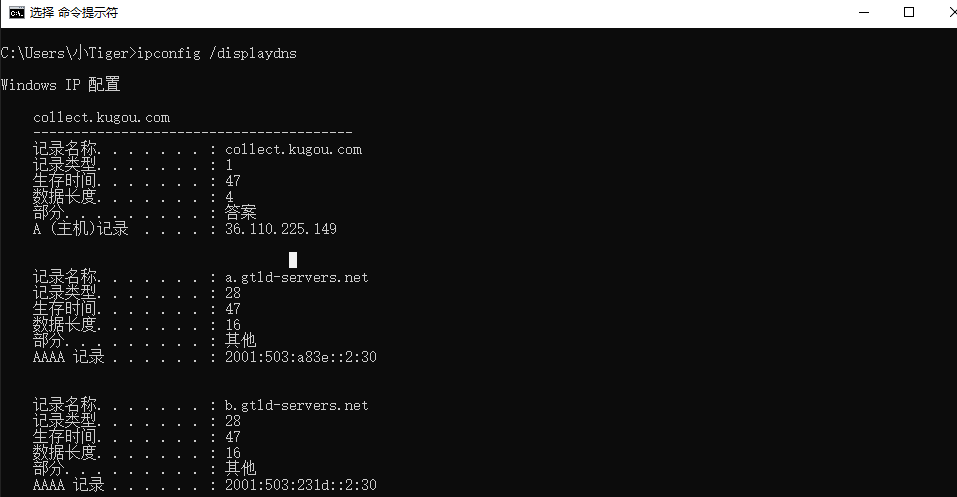 选择 命令提示符
C:\Users\小Tiger>ipconfig /displaydns
Windows IP 配置
collect.kugou.com
----------------------------------------
记录名称. . . . . . . : collect.kugou.com
记录类型. . . . . . . : 1
生存时间. . . . . . . : 47
数据长度. . . . . . . : 4
部分. . . . . . . . . : 答案
A (主机)记录 . . . . : 36.110.225.149
记录名称. . . . . . . : a.gtld-servers.net
记录类型. . . . . . . : 28
生存时间. . . . . . . : 47
数据长度. . . . . . . : 16
部分. . . . . . . . . : 其他
AAAA 记录 . . . . . . : 2001:503:a83e::2:30
记录名称. . . . . . . : b.gtld-servers.net
记录类型. . . . . . . : 28
生存时间. . . . . . . : 47
数据长度. . . . . . . : 16
部分. . . . . . . . . : 其他
AAAA 记录 . . . . . . : 2001:503:231d::2:30